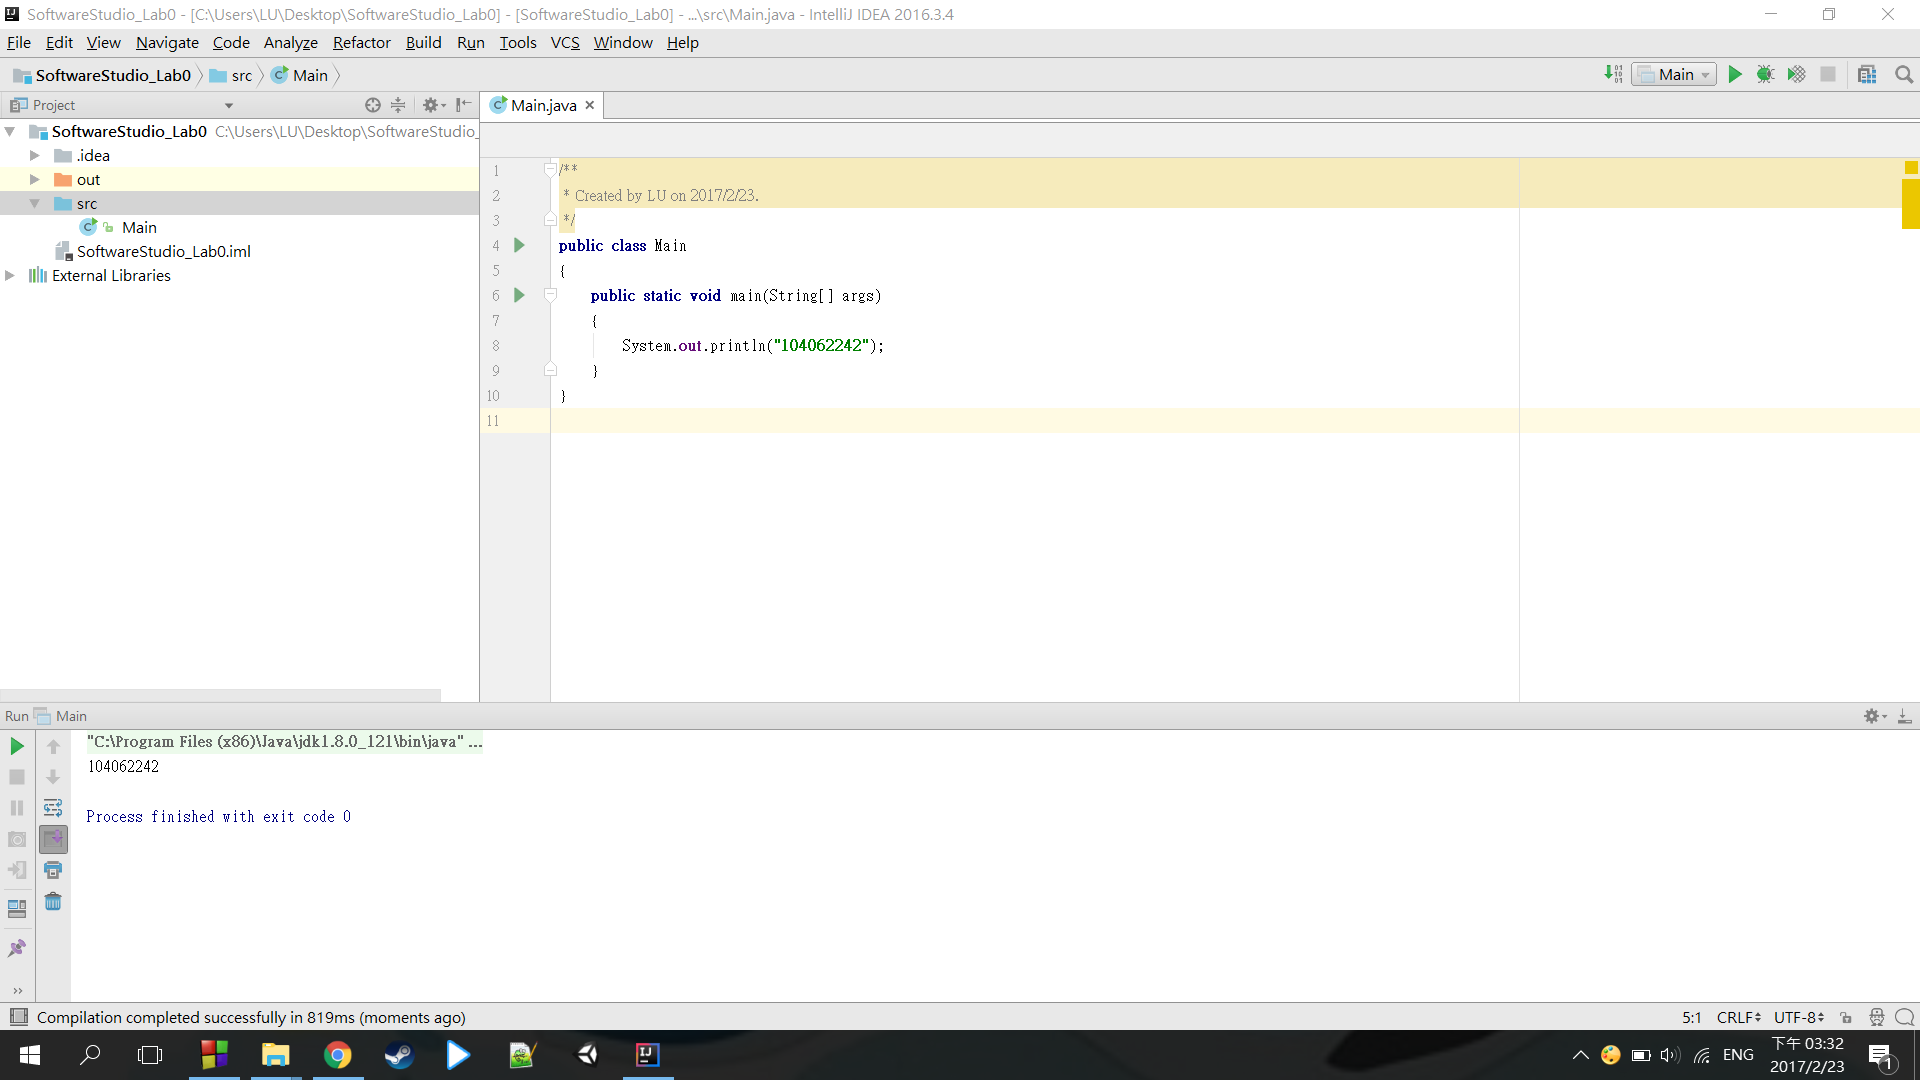 SoftwareStudio_Lab0 - [C:\Users\LU\Desktop\SoftwareStudio_Lab0] - [SoftwareStudio_Lab0] - ...\src\Main.java - IntelliJ IDEA 2016.3.4
File Edit View Navigate Code Analyze Refactor Build Run Tools VCS Window Help
SoftwareStudio_Lab0 src Main
Main
Project
Main.java
SoftwareStudio_Lab0 C:\Users\LU\Desktop\SoftwareStudio_
.idea
out
src
Main
SoftwareStudio_Lab0.iml
External Libraries
1 /**
2 * Created by LU on 2017/2/23.
3 */
4 public class Main
5 {
6 public static void main(String[] args)
7 {
8 System.out.println("104062242");
9 }
10 }
11
Run Main
"C:\Program Files (x86)\Java\jdk1.8.0_121\bin\java" ...
104062242
Process finished with exit code 0
Compilation completed successfully in 819ms (moments ago)
5:1 CRLF UTF-8
ENG
下午 03:32
2017/2/23
1